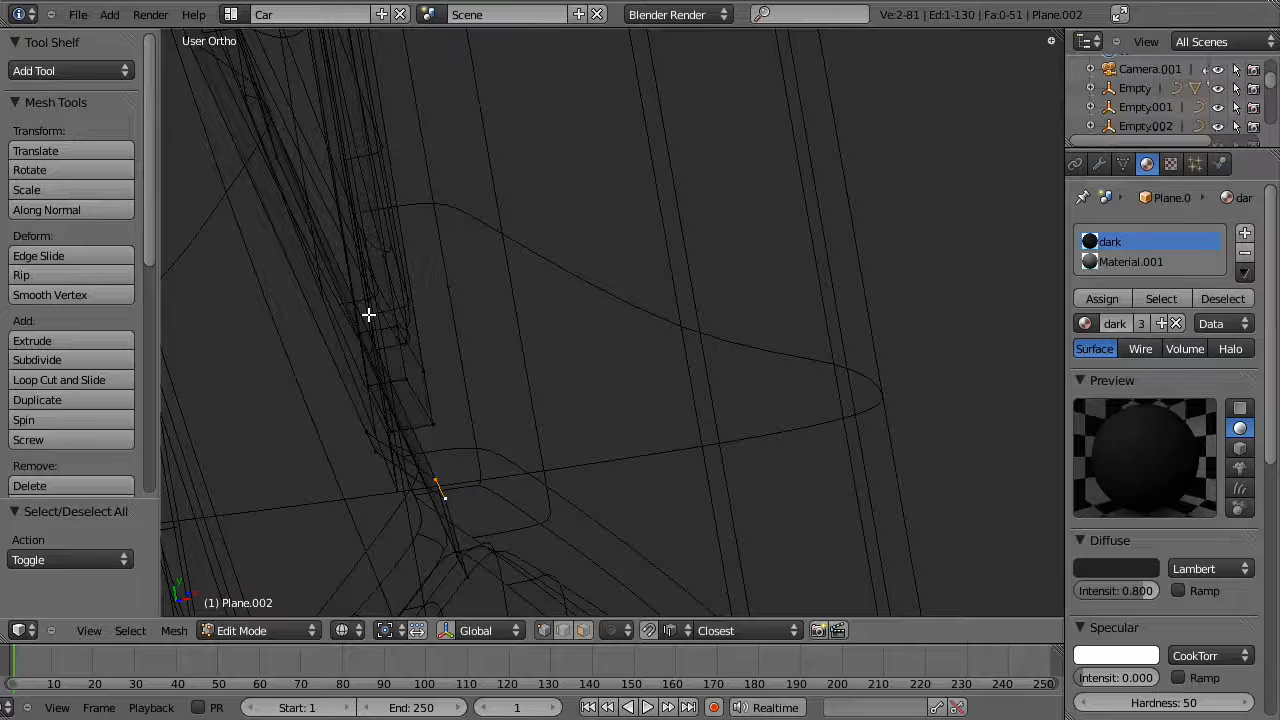 File Add Render Help Car Scene Blender Render Ve:2-81 | Ed:1-130 | Fa:0-51 | Plane.002
Tool Shelf
Add Tool
Mesh Tools
Transform:
Translate
Rotate
Scale
Along Normal
Deform:
Edge Slide
Rip
Smooth Vertex
Add:
Extrude
Subdivide
Loop Cut and Slide
Duplicate
Spin
Screw
Remove:
Delete
Select/Deselect All
Action
Toggle
User Ortho
y
(1) Plane.002
View Select Mesh Edit Mode Global Closest
10 20 30 40 50 60 70 80 90 100 110 120 130 140 150 160 170 180 190 200 210 220 230 240 250
View Frame Playback PR Start: 1 End: 250 1 Realtime
View All Scenes
Camera.001
Empty
Empty.001
Empty.002
Plane.0 dar
dark
Material.001
Assign Select Deselect
dark 3 Data
Surface Wire Volume Halo
Preview
Diffuse
Lambert
Intensity: 0.800 Ramp
Specular
CookTorr
Intensity: 0.000 Ramp
Hardness: 50